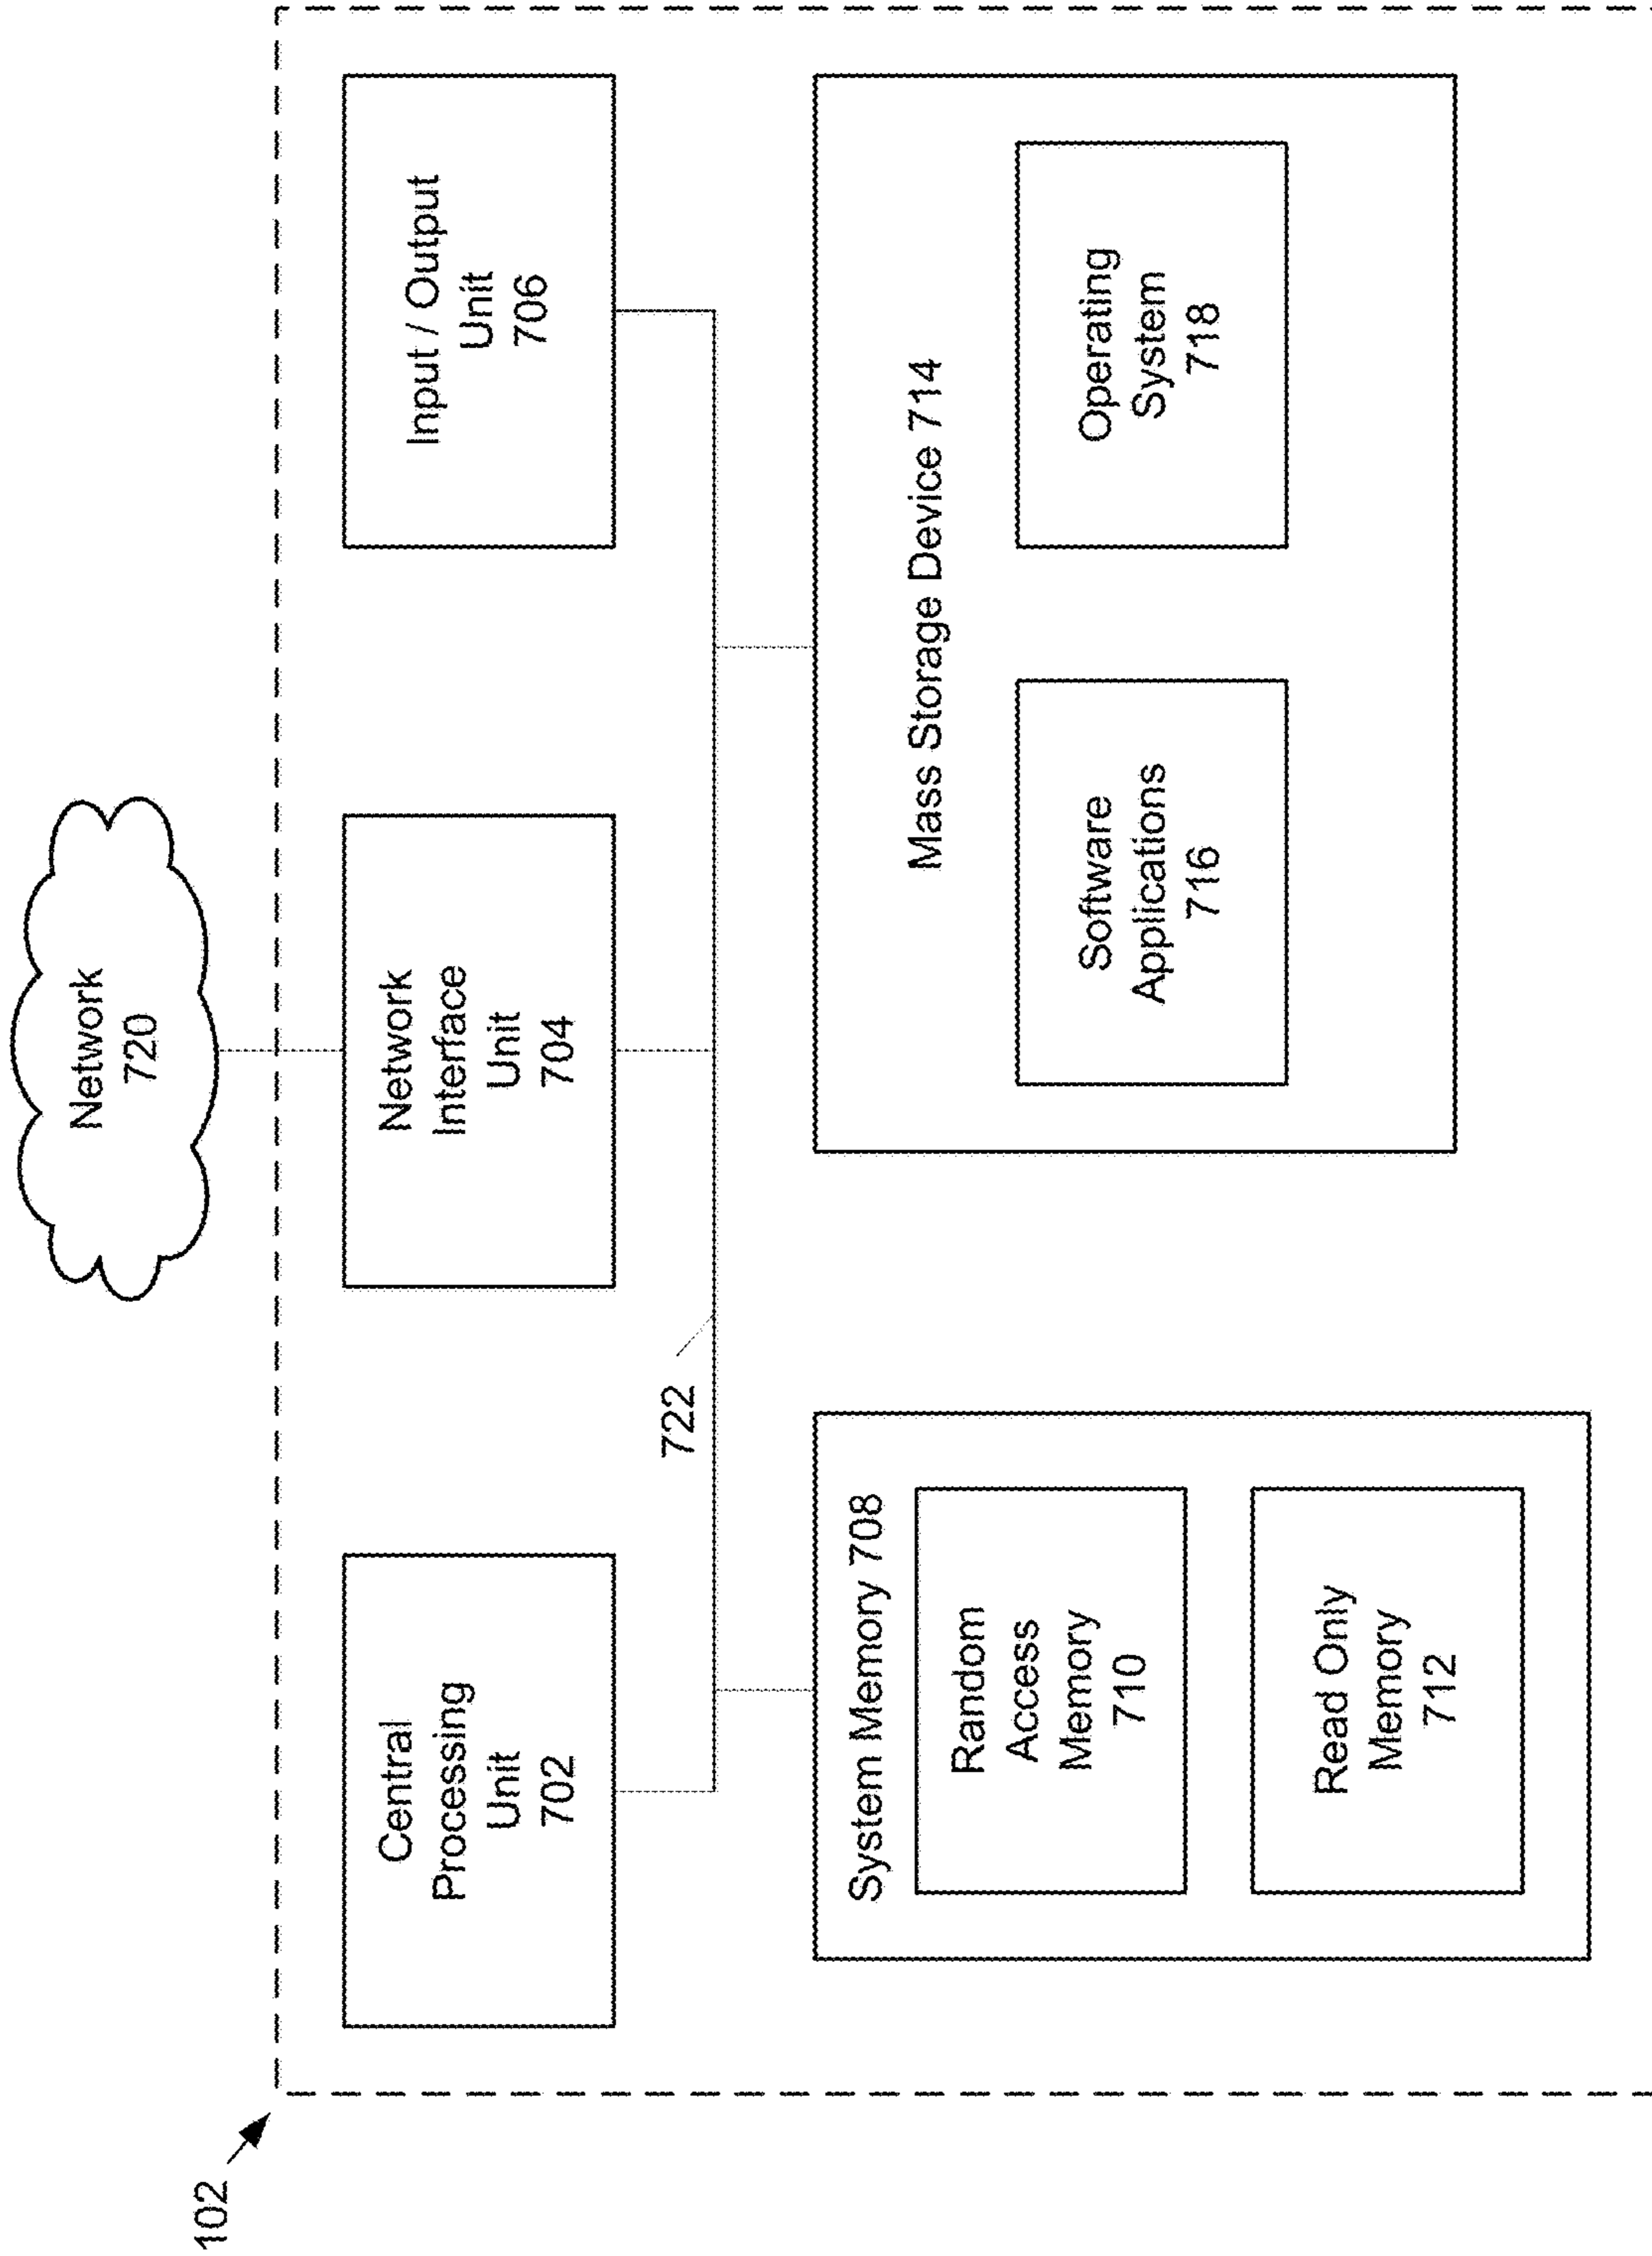 102
Network
720
Central
Processing
Unit
702
Network
Interface
Unit
704
Input / Output
Unit
706
722
System Memory 708
Random
Access
Memory
710
Read Only
Memory
712
Mass Storage Device 714
Software
Applications
716
Operating
System
718